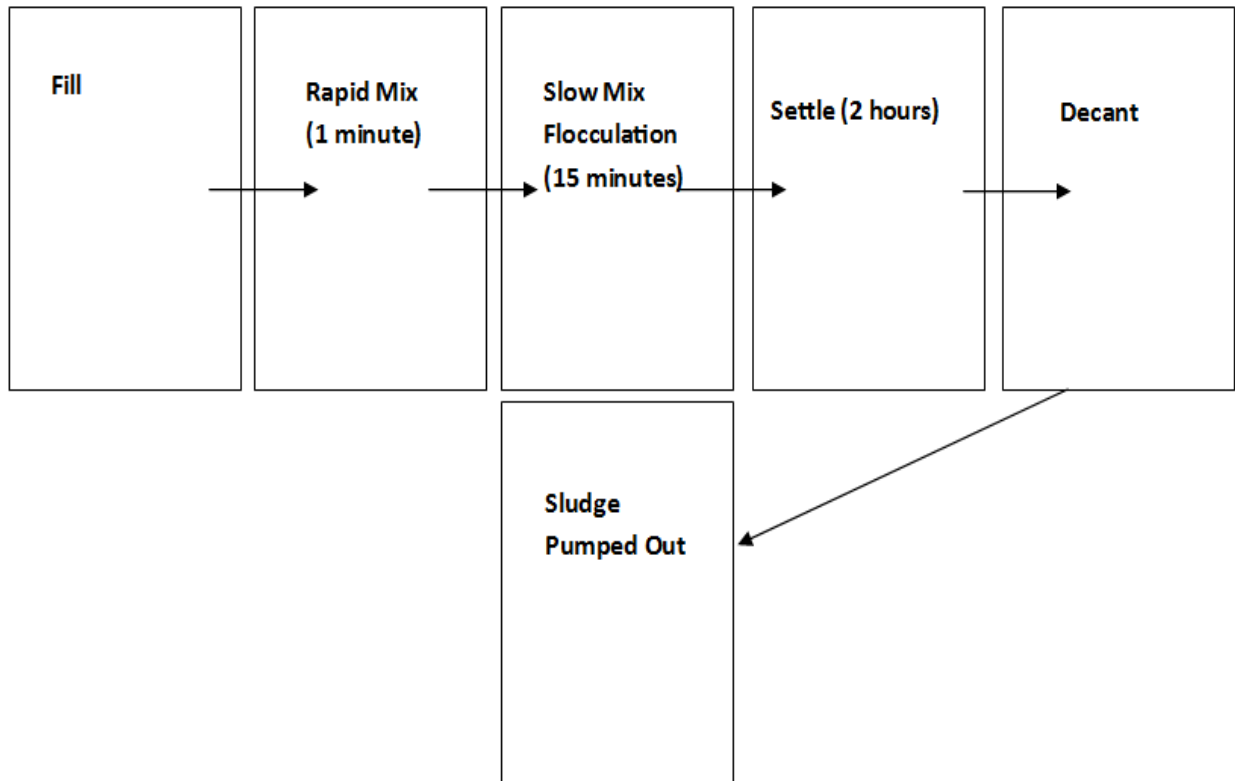 Fill
Rapid Mix
(1 minute)
Slow Mix
Flocculation
(15 minutes)
Settle (2 hours)
Decant
Sludge
Pumped Out